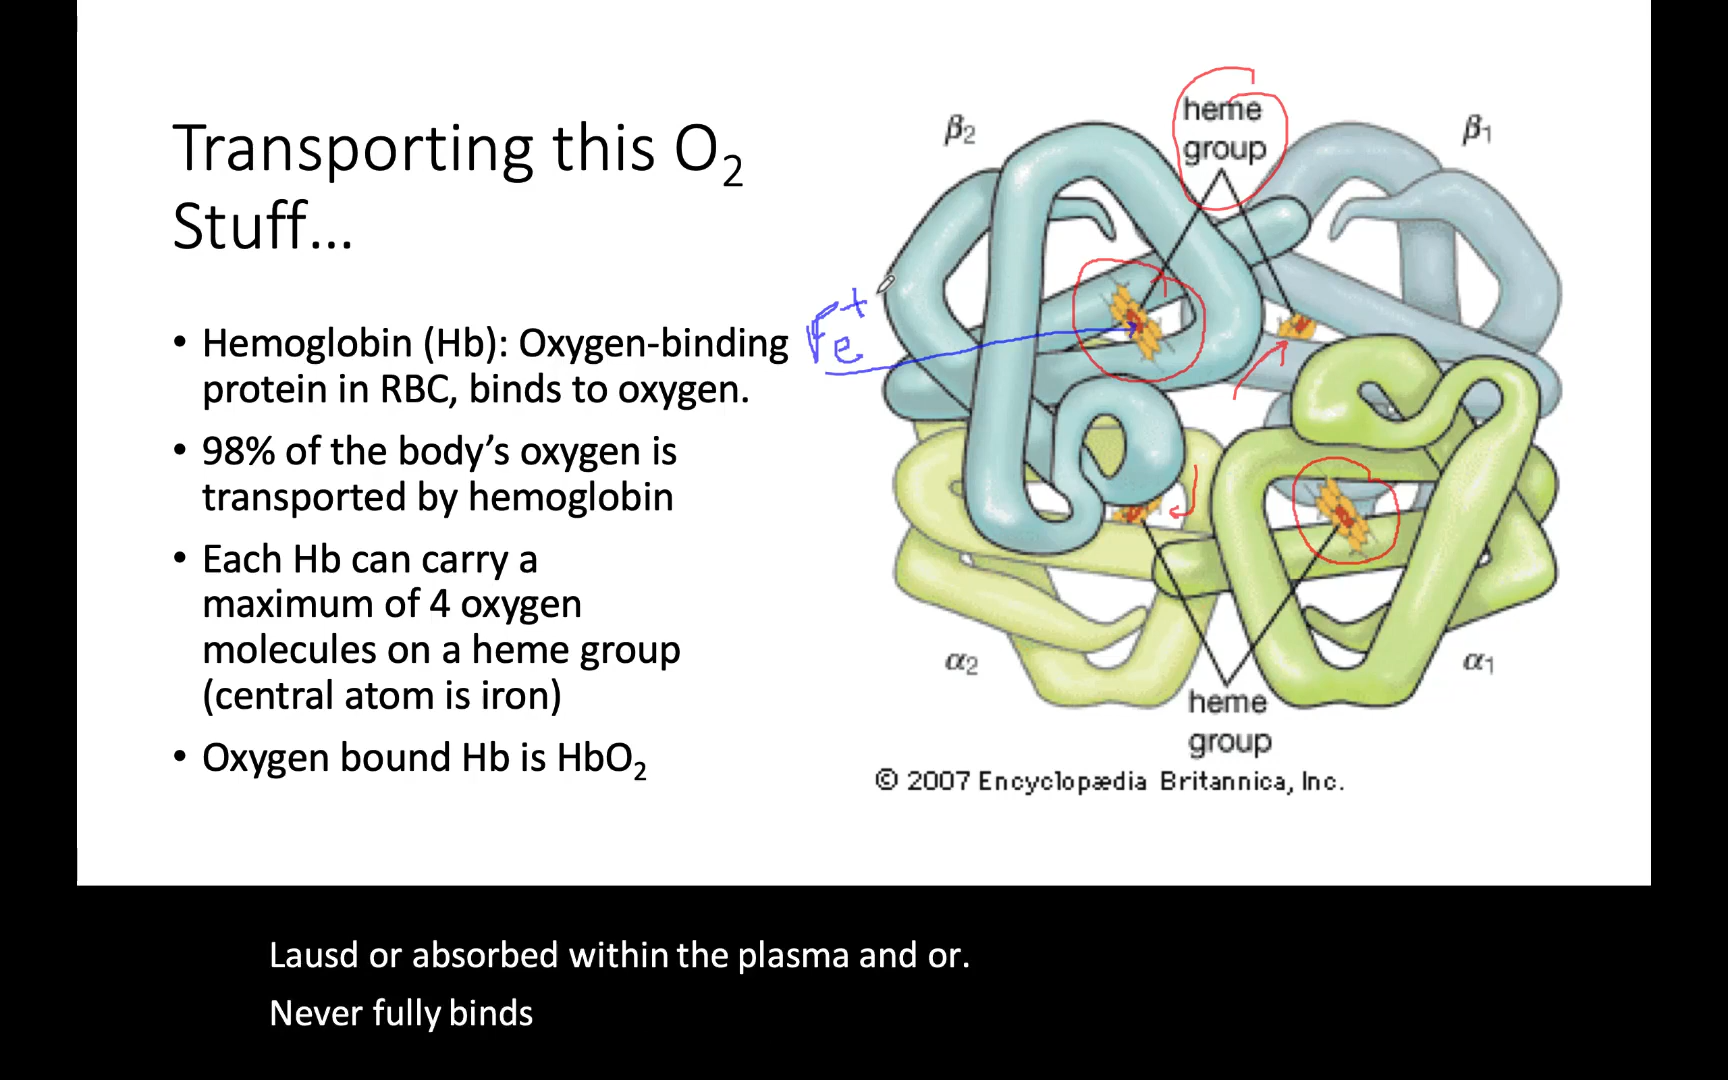 Transporting this O₂
Stuff...
• Hemoglobin (Hb): Oxygen-binding
protein in RBC, binds to oxygen.
• 98% of the body's oxygen is
transported by hemoglobin
• Each Hb can carry a
maximum of 4 oxygen
molecules on a heme group
(central atom is iron)
• Oxygen bound Hb is HbO₂
Fe⁺
heme
group
β₂
β₁
α₂
α₁
heme
group
© 2007 Encyclopædia Britannica, Inc.
Lausd or absorbed within the plasma and or.
Never fully binds